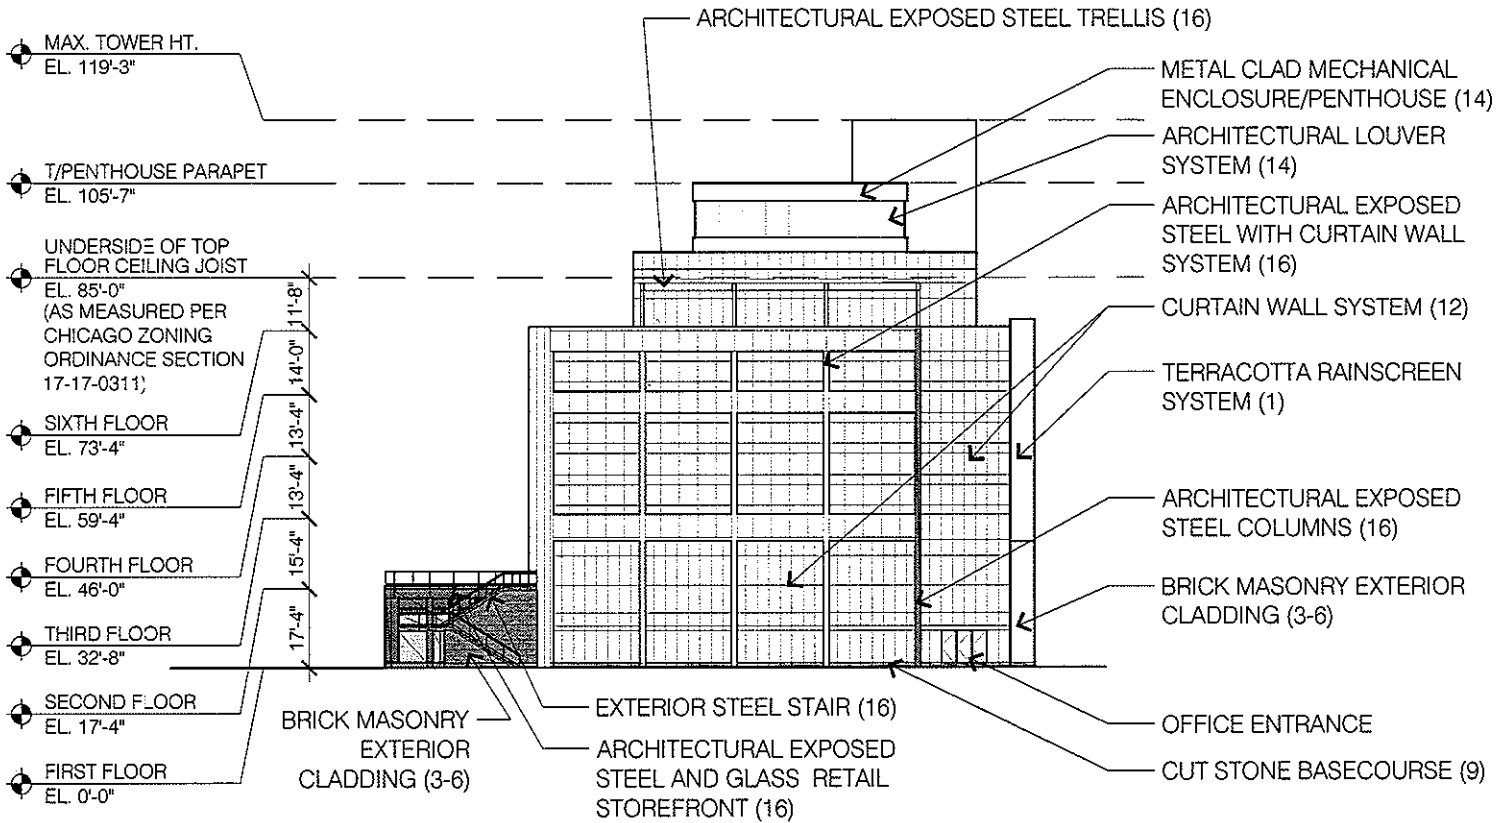 ARCHITECTURAL EXPOSED STEEL TRELLIS (16)
MAX. TOWER HT.
EL. 119'-3"
METAL CLAD MECHANICAL
ENCLOSURE/PENTHOUSE (14)
ARCHITECTURAL LOUVER
SYSTEM (14)
T/PENTHOUSE PARAPET
EL. 105'-7"
ARCHITECTURAL EXPOSED
STEEL WITH CURTAIN WALL
SYSTEM (16)
UNDERSIDE OF TOP
FLOOR CEILING JOIST
EL. 85'-0"
(AS MEASURED PER
CHICAGO ZONING
ORDINANCE SECTION
17-17-0311)
11'-8"
14'-0"
13'-4"
13'-4"
15'-4"
17'-4"
CURTAIN WALL SYSTEM (12)
TERRACOTTA RAINSCREEN
SYSTEM (1)
SIXTH FLOOR
EL. 73'-4"
FIFTH FLOOR
EL. 59'-4"
ARCHITECTURAL EXPOSED
STEEL COLUMNS (16)
FOURTH FLOOR
EL. 46'-0"
BRICK MASONRY EXTERIOR
CLADDING (3-6)
THIRD FLOOR
EL. 32'-8"
SECOND FLOOR
EL. 17'-4"
BRICK MASONRY
EXTERIOR
CLADDING (3-6)
EXTERIOR STEEL STAIR (16)
ARCHITECTURAL EXPOSED
STEEL AND GLASS RETAIL
STOREFRONT (16)
OFFICE ENTRANCE
CUT STONE BASECOURSE (9)
FIRST FLOOR
EL. 0'-0"